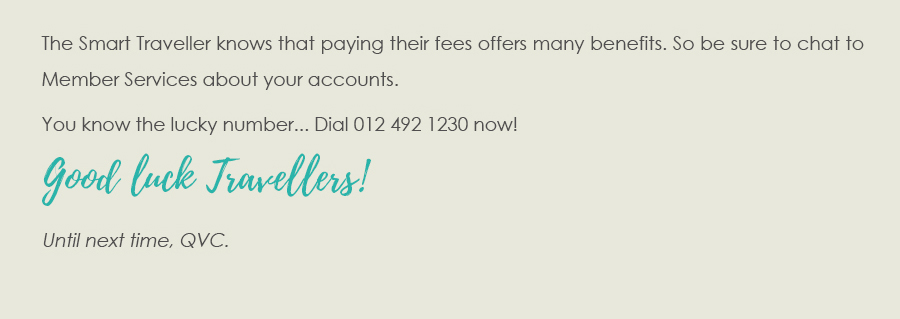 The Smart Traveller knows that paying their fees offers many benefits. So be sure to chat to
Member Services about your accounts.
You know the lucky number... Dial 012 492 1230 now!
Good luck Travellers!
Until next time, QVC.